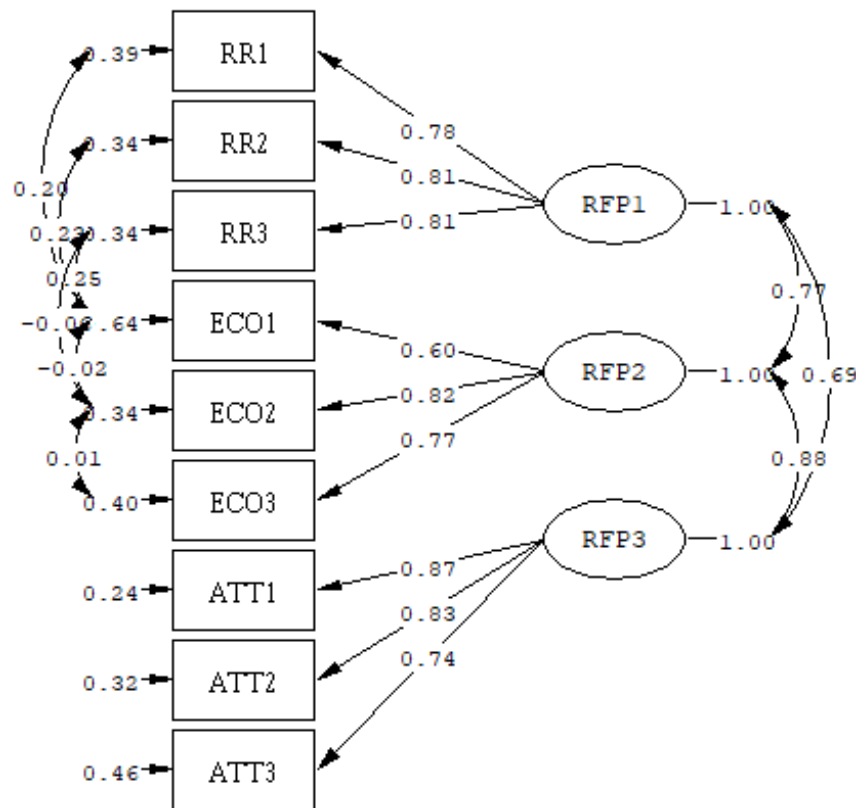 0.39 RR1
0.78
0.34 RR2
0.81
0.20
RFP1 1.00
0.81
0.34 RR3
0.25
0.77
0.64 ECO1
0.60
-0.02
RFP2 1.00 0.69
0.82
0.34 ECO2
0.77
0.01
0.88
0.40 ECO3
RFP3 1.00
0.87
0.24 ATT1
0.83
0.74
0.32 ATT2
0.46 ATT3